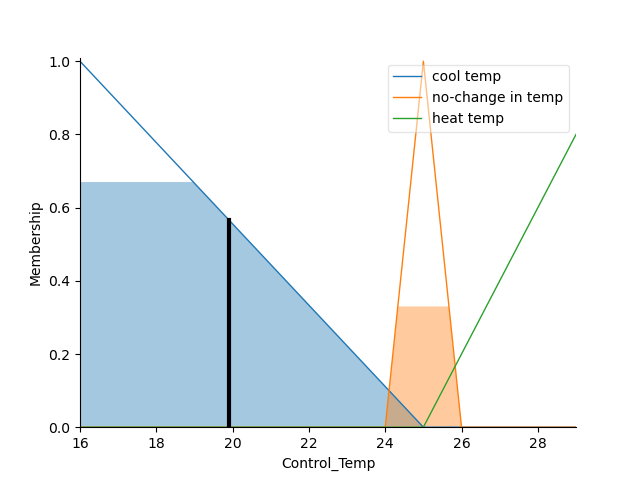 1.0
0.8
0.6
0.4
0.2
0.0
Membership
16 18 20 22 24 26 28
Control_Temp
cool temp
no-change in temp
heat temp